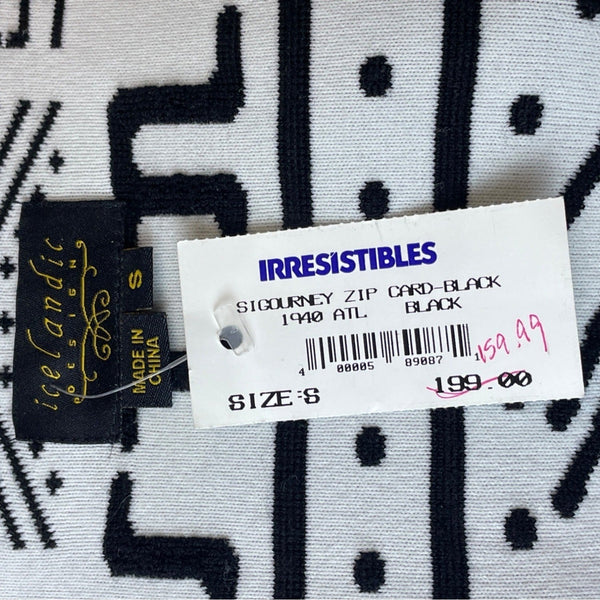 icelandic
DESIGN
S
MADE IN
CHINA
IRRESISTIBLES
SIGOURNEY ZIP CARD-BLACK
1940 ATL BLACK
4 00005 89087 1
159.99
SIZE:S 199.00